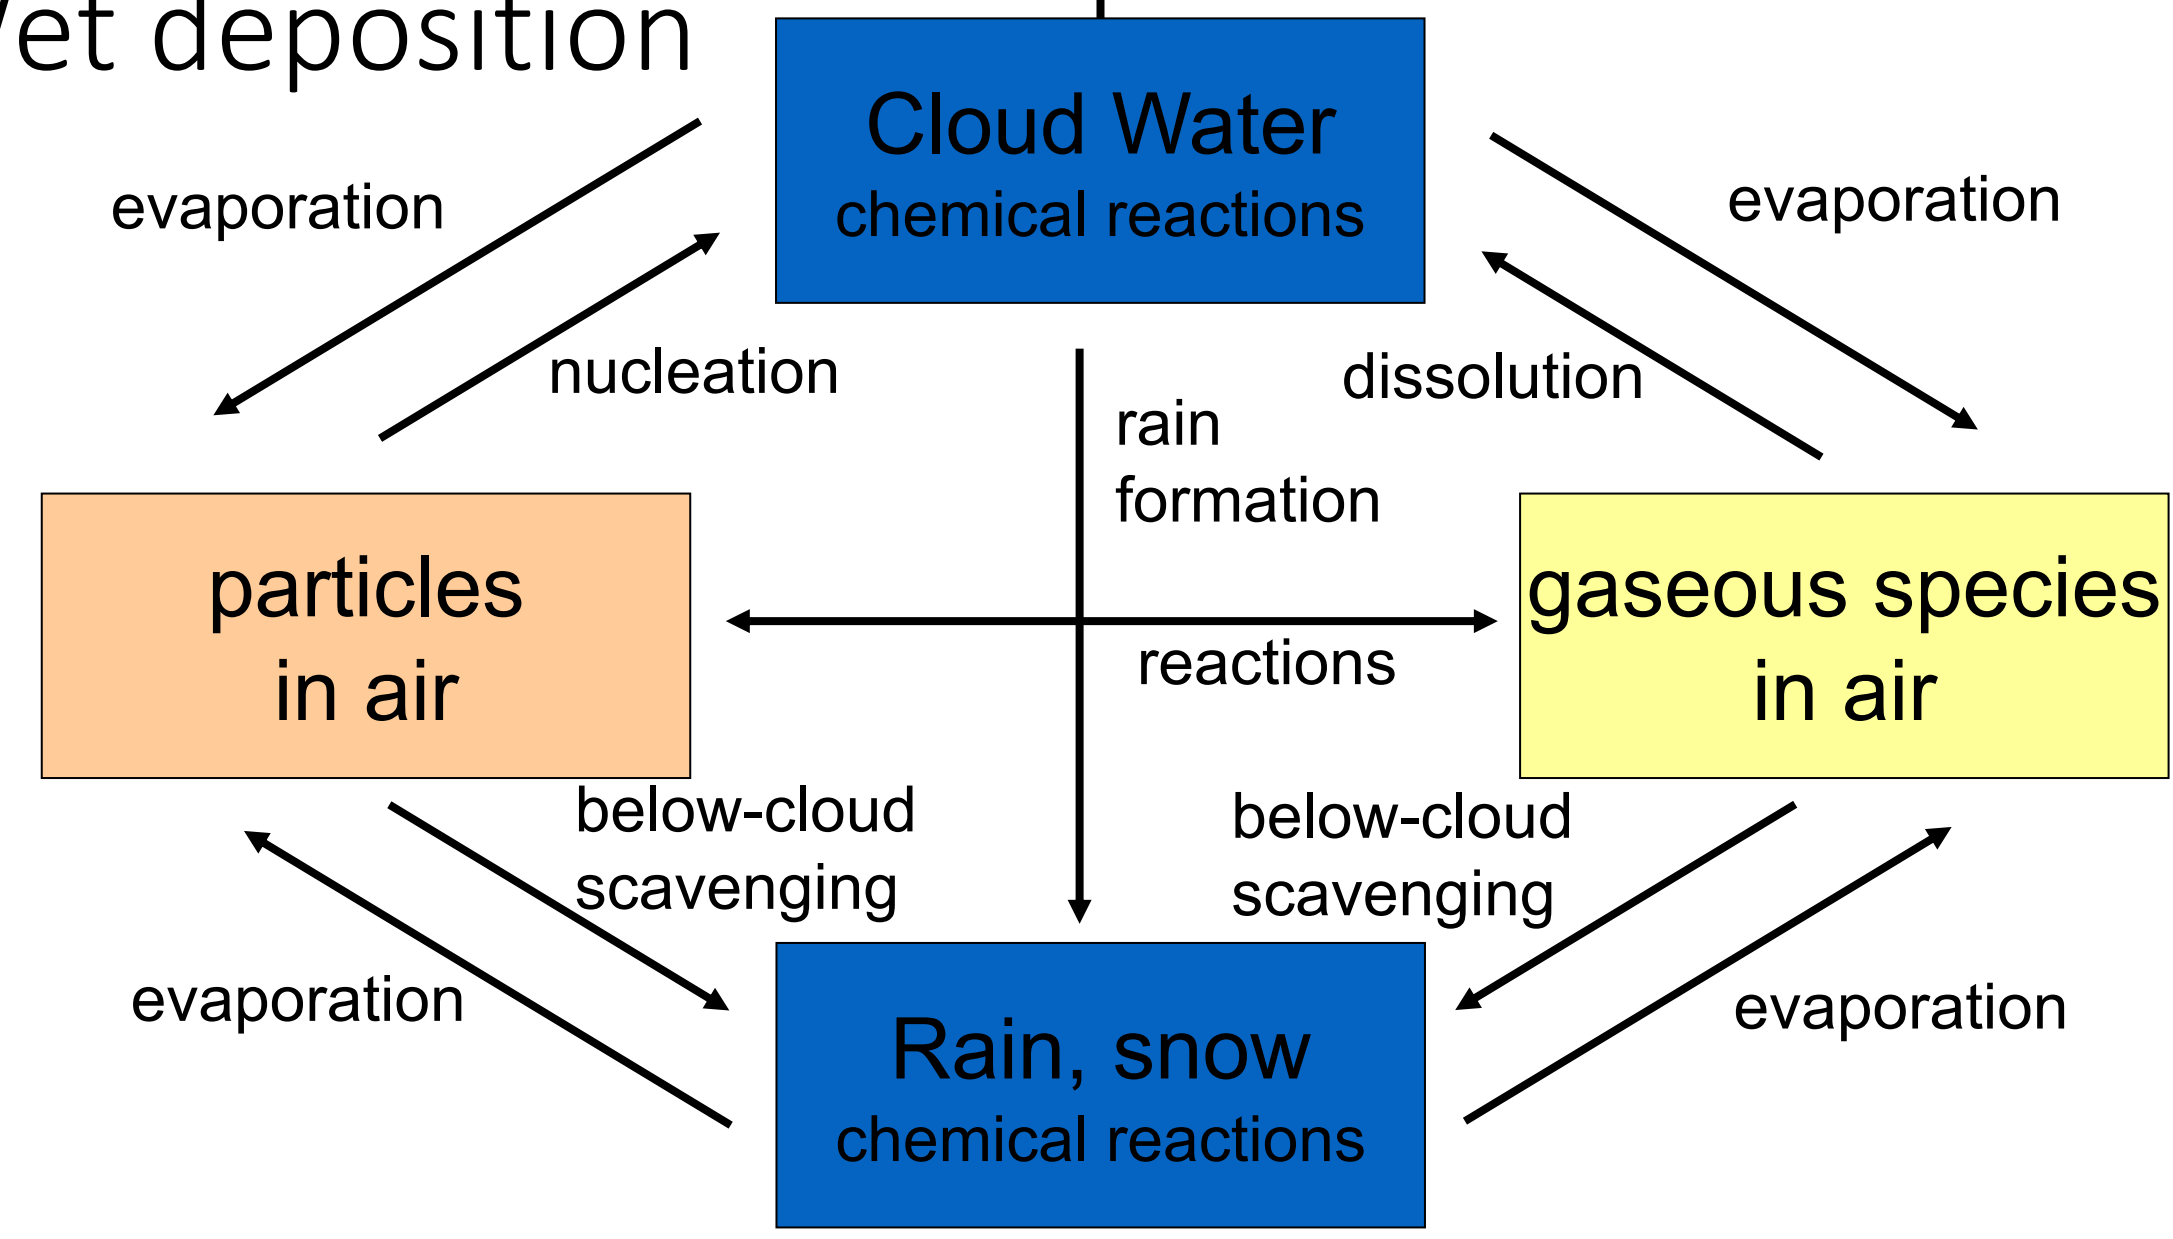 et deposition
Cloud Water
chemical reactions
evaporation
evaporation
nucleation
dissolution
rain
formation
particles
in air
gaseous species
in air
reactions
below-cloud
scavenging
below-cloud
scavenging
evaporation
evaporation
Rain, snow
chemical reactions